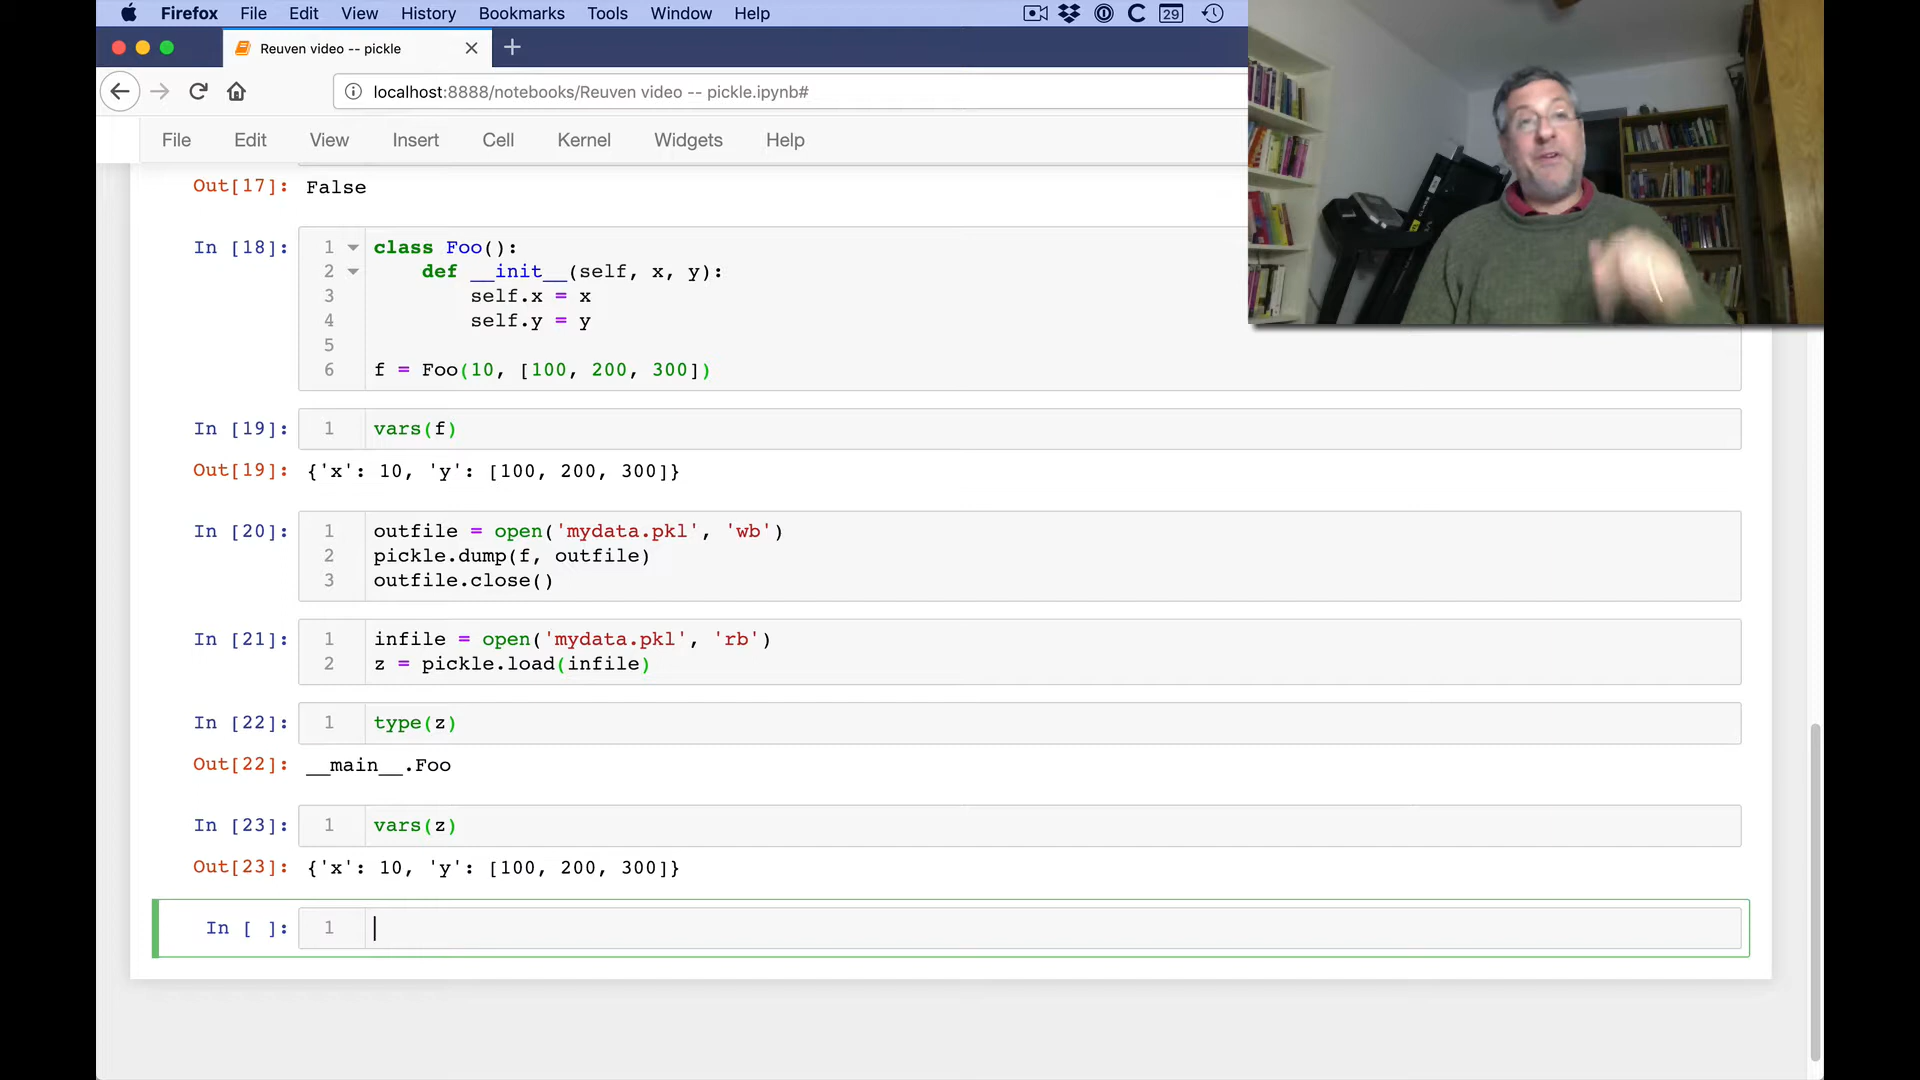 Firefox File Edit View History Bookmarks Tools Window Help 29
Reuven video -- pickle
localhost:8888/notebooks/Reuven video -- pickle.ipynb#
File Edit View Insert Cell Kernel Widgets Help
Out[17]: False
In [18]: 1 class Foo():
2 def __init__(self, x, y):
3 self.x = x
4 self.y = y
5
6 f = Foo(10, [100, 200, 300])
In [19]: 1 vars(f)
Out[19]: {'x': 10, 'y': [100, 200, 300]}
In [20]: 1 outfile = open('mydata.pkl', 'wb')
2 pickle.dump(f, outfile)
3 outfile.close()
In [21]: 1 infile = open('mydata.pkl', 'rb')
2 z = pickle.load(infile)
In [22]: 1 type(z)
Out[22]: __main__.Foo
In [23]: 1 vars(z)
Out[23]: {'x': 10, 'y': [100, 200, 300]}
In [ ]: 1